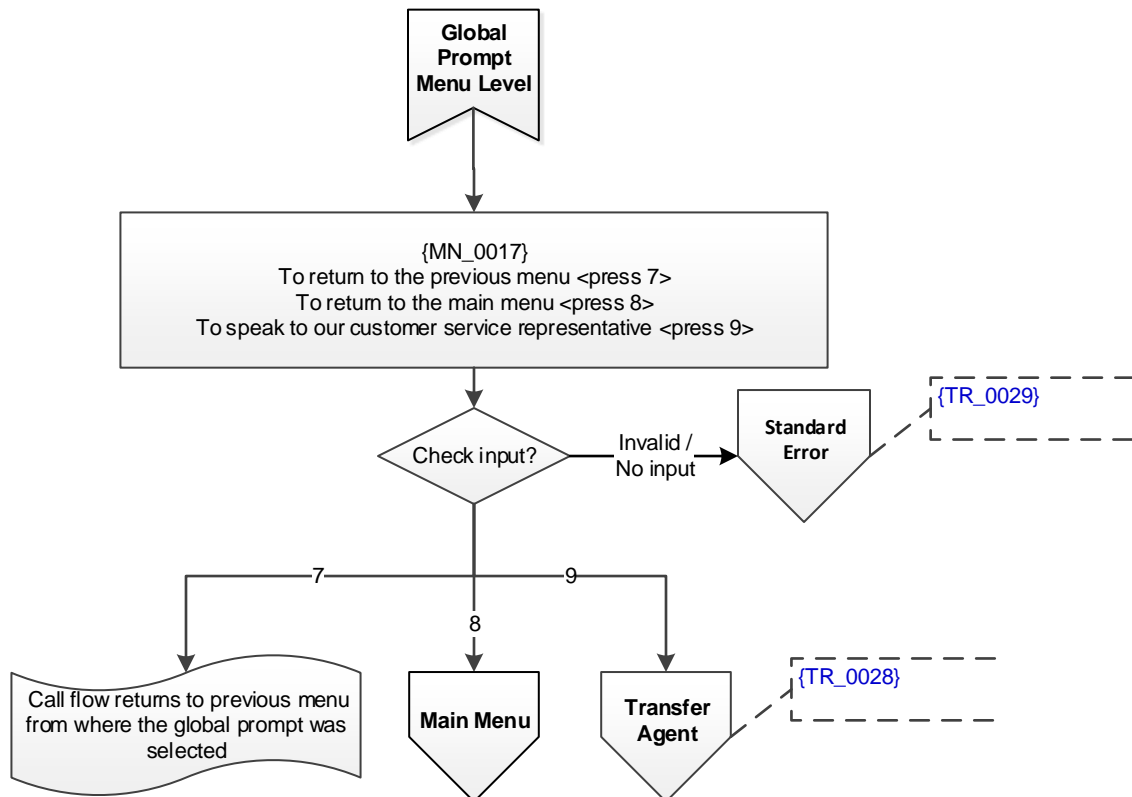 Global
Prompt
Menu Level
{MN_0017}
To return to the previous menu <press 7>
To return to the main menu <press 8>
To speak to our customer service representative <press 9>
Check input?
Invalid /
No input
Standard
Error
{TR_0029}
7
9
8
Call flow returns to previous menu
from where the global prompt was
selected
Main Menu
Transfer
Agent
{TR_0028}